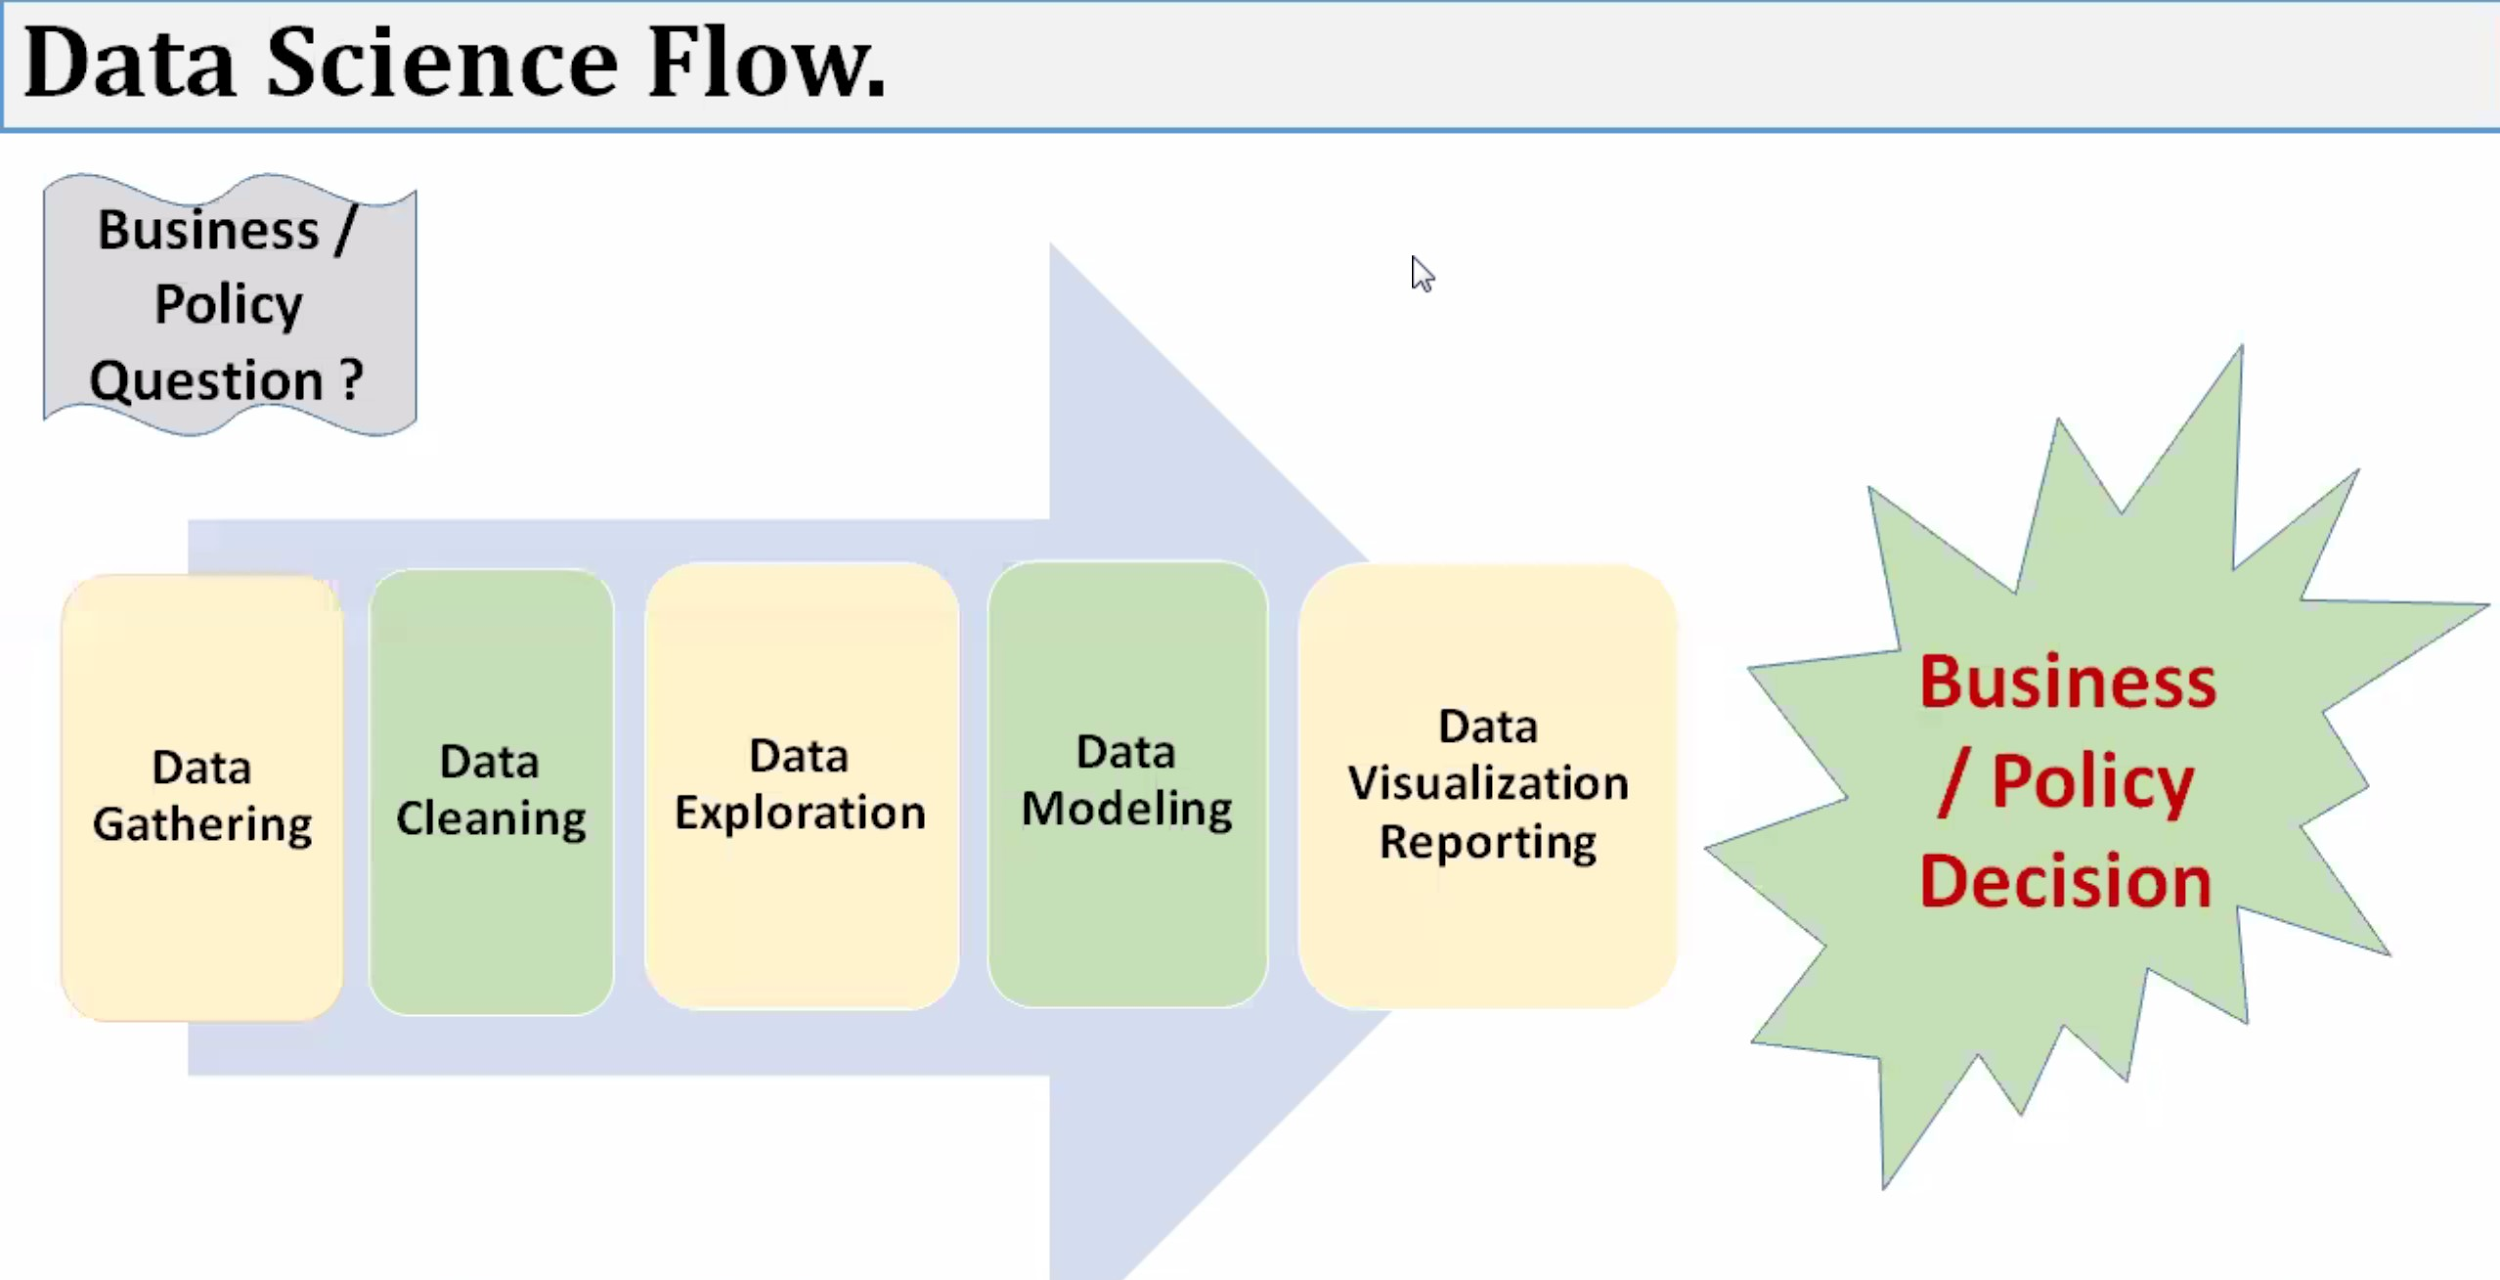 Data Science Flow.
Business /
Policy
Question ?
Data
Gathering
Data
Cleaning
Data
Exploration
Data
Modeling
Data
Visualization
Reporting
Business
/ Policy
Decision